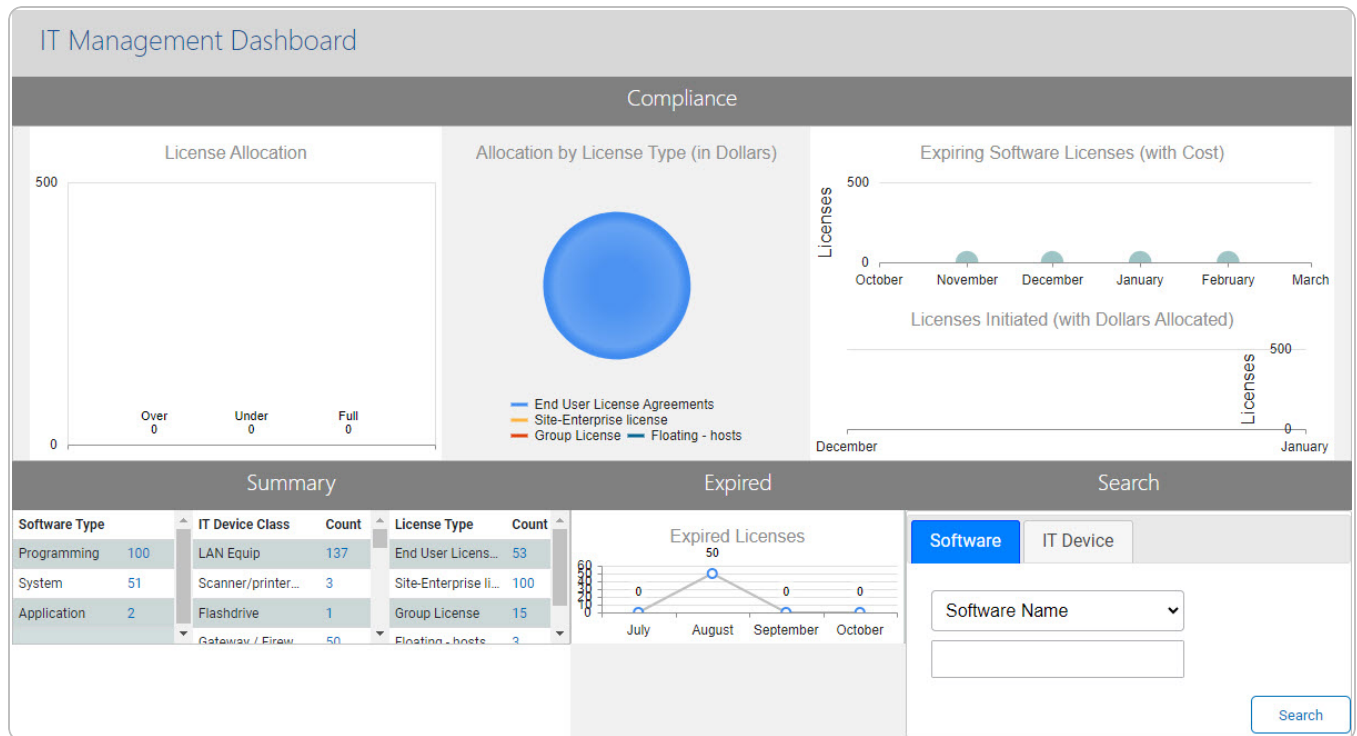 IT Management Dashboard
Compliance
License Allocation
500
Over Under Full
0 0 0
0
Allocation by License Type (in Dollars)
End User License Agreements
Site-Enterprise license
Group License Floating - hosts
Expiring Software Licenses (with Cost)
Licenses
500
0
October November December January February March
Licenses Initiated (with Dollars Allocated)
500
Licenses
0
December January
Summary
Software Type
Programming 100
System 51
Application 2
IT Device Class Count
LAN Equip 137
Scanner/printer... 3
Flashdrive 1
Gateway / Firew 50
License Type Count
End User Licens... 53
Site-Enterprise li... 100
Group License 15
Floating - hosts 3
Expired
Expired Licenses
50
60
50
40
30
20
10
0
0 0 0
July August September October
Search
Software IT Device
Software Name
Search